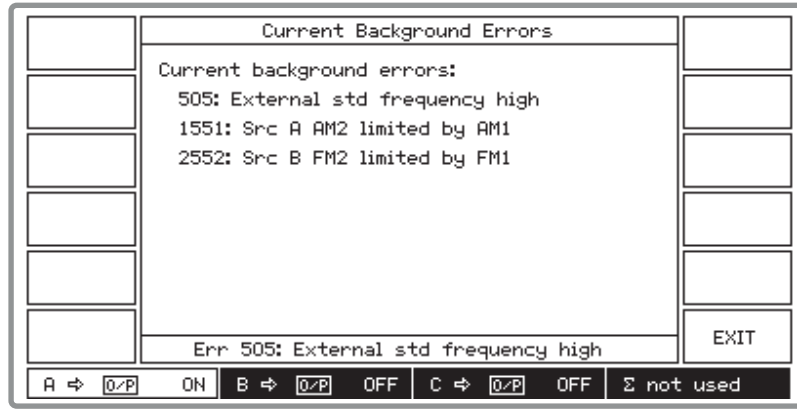 Current Background Errors
Current background errors:
505: External std frequency high
1551: Src A AM2 limited by AM1
2552: Src B FM2 limited by FM1
EXIT
Err 505: External std frequency high
A ⇨ O/P ON B ⇨ O/P OFF C ⇨ O/P OFF Σ not used